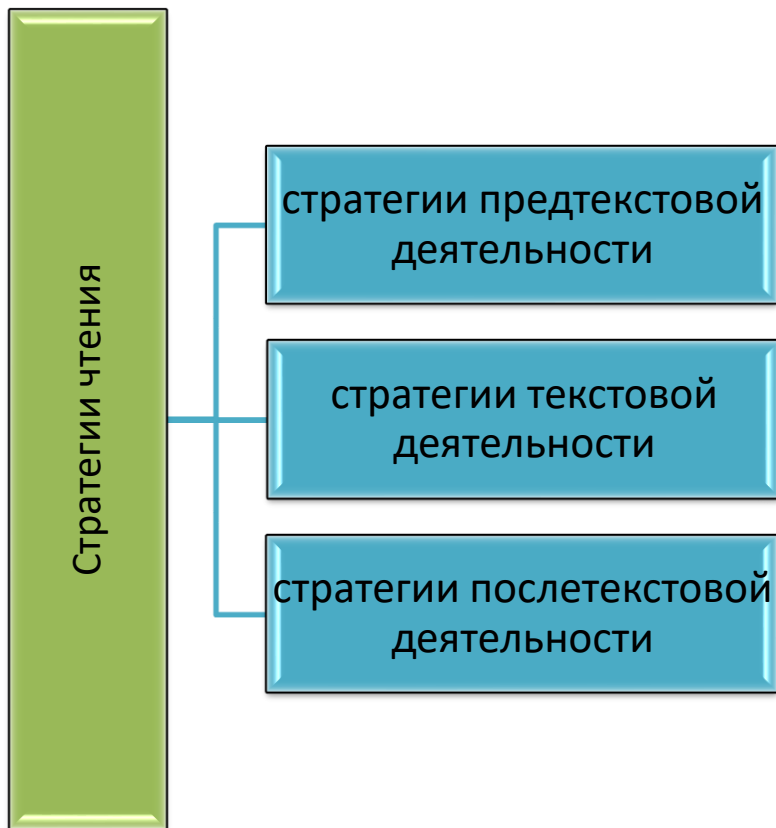 Стратегии чтения
стратегии предтекстовой
деятельности
стратегии текстовой
деятельности
стратегии послетекстовой
деятельности